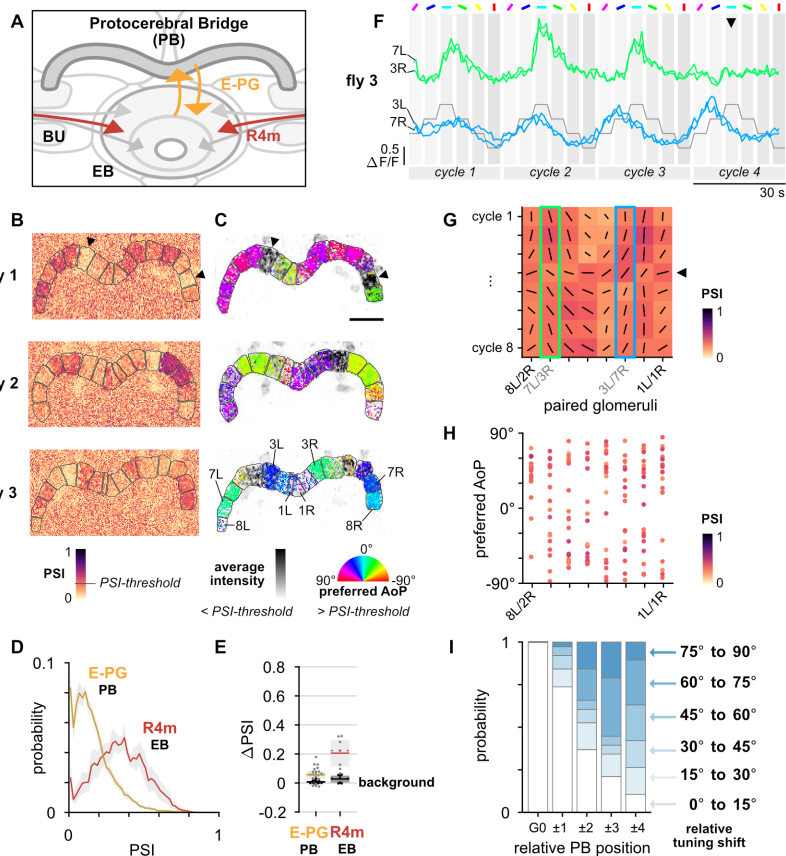 A
Protocerebral Bridge
(PB)
E-PG
R4m
BU
EB
F
fly 3
7L
3R
3L
7R
0.5
ΔF/F
cycle 1
cycle 2
cycle 3
cycle 4
30 s
B
C
y 1
y 2
y 3
3L
3R
7L
7R
1L
1R
8L
8R
1
PSI
0
PSI-threshold
average
intensity
0°
90°
-90°
preferred AoP
< PSI-threshold
> PSI-threshold
G
cycle 1
...
cycle 8
8L/2R
7L/3R
3L/7R
1L/1R
paired glomeruli
PSI
1
0
H
90°
0°
-90°
preferred AoP
8L/2R
1L/1R
PSI
1
0
D
0.1
probability
0
E-PG
PB
R4m
EB
0
1
PSI
E
0.8
0.6
0.4
0.2
0
-0.2
ΔPSI
background
E-PG
PB
R4m
EB
I
1
probability
0
G0
±1
±2
±3
±4
relative PB position
75° to 90°
60° to 75°
45° to 60°
30° to 45°
15° to 30°
0° to 15°
relative
tuning shift